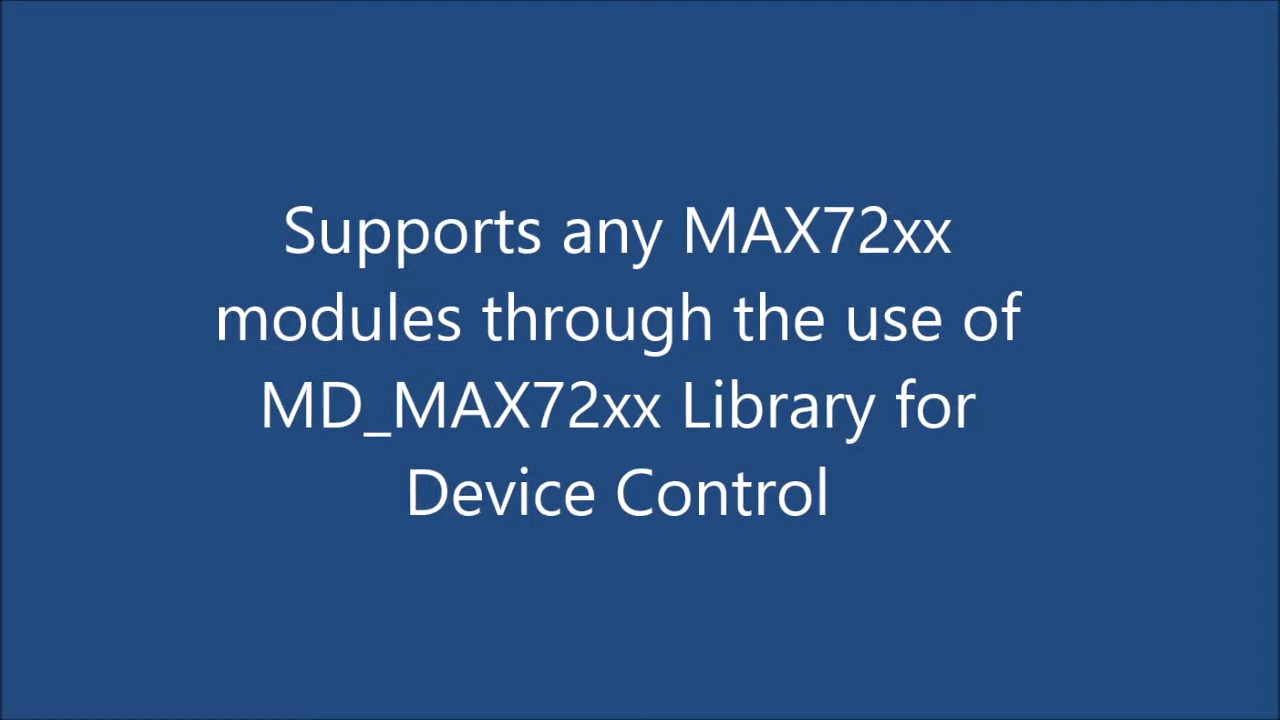 Supports any MAX72xx
modules through the use of
MD_MAX72xx Library for
Device Control